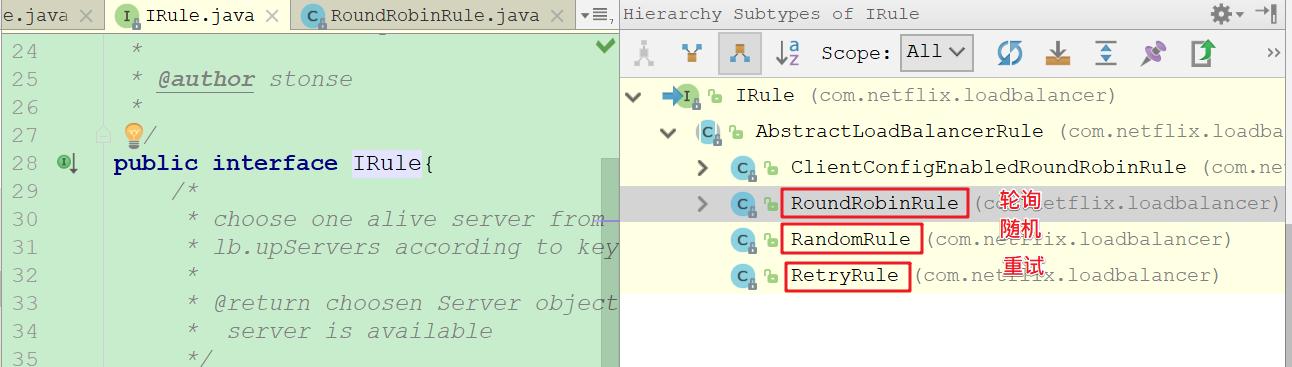 e.java
IRule.java
RoundRobinRule.java
24 *
25 * @author stonse
26 *
27 */
28 public interface IRule{
29 /*
30 * choose one alive server from
31 * lb.upServers according to key
32 *
33 * @return choosen Server object
34 * server is available
35 */
Hierarchy Subtypes of IRule
Scope: All
IRule (com.netflix.loadbalancer)
AbstractLoadBalancerRule (com.netflix.loadba
ClientConfigEnabledRoundRobinRule (com.ne
RoundRobinRule (com.netflix.loadbalancer) 轮询
RandomRule (com.netflix.loadbalancer) 随机
RetryRule (com.netflix.loadbalancer) 重试